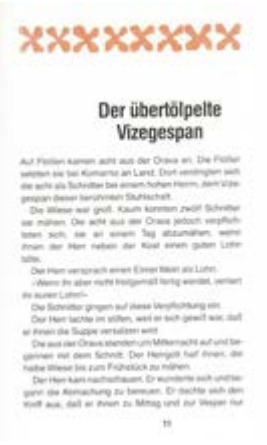 Der übertölpelte
Vizegespan
Auf Flößen kamen acht aus der Orava an. Die Flößer
setzten sie bei Komarno an Land. Dort verdingten sich
die acht als Schnitter bei einem hohen Herrn, dem Vize-
gespan dieser berühmten Stuhlschaft.
Die Wiese war groß. Kaum konnten zwölf Schnitter
sie mähen. Die acht aus der Orava jedoch verpflich-
teten sich, sie an einem Tag abzumähen, wenn
ihnen der Herr neben der Kost einen guten Lohn
Der Herr versprach einen Eimer Wein als Lohn.
»Wenn ihr aber nicht fristgemäß fertig werdet, verliert
ihr euren Lohn!«
Die Schnitter gingen auf diese Verpflichtung ein.
Der Herr lachte im stillen, weil er sich gewiß war, daß
er ihnen die Suppe versalzen wird.
Die aus der Orava standen um Mitternacht auf und be-
gannen mit dem Schnitt. Der Herrgott half ihnen, die
halbe Wiese bis zum Frühstück zu mähen.
Der Herr kam nachschauen. Er wunderte sich und be-
gann die Abmachung zu bereuen. Er dachte sich den
Kniff aus, daß er ihnen zu Mittag und zur Vesper nur
11